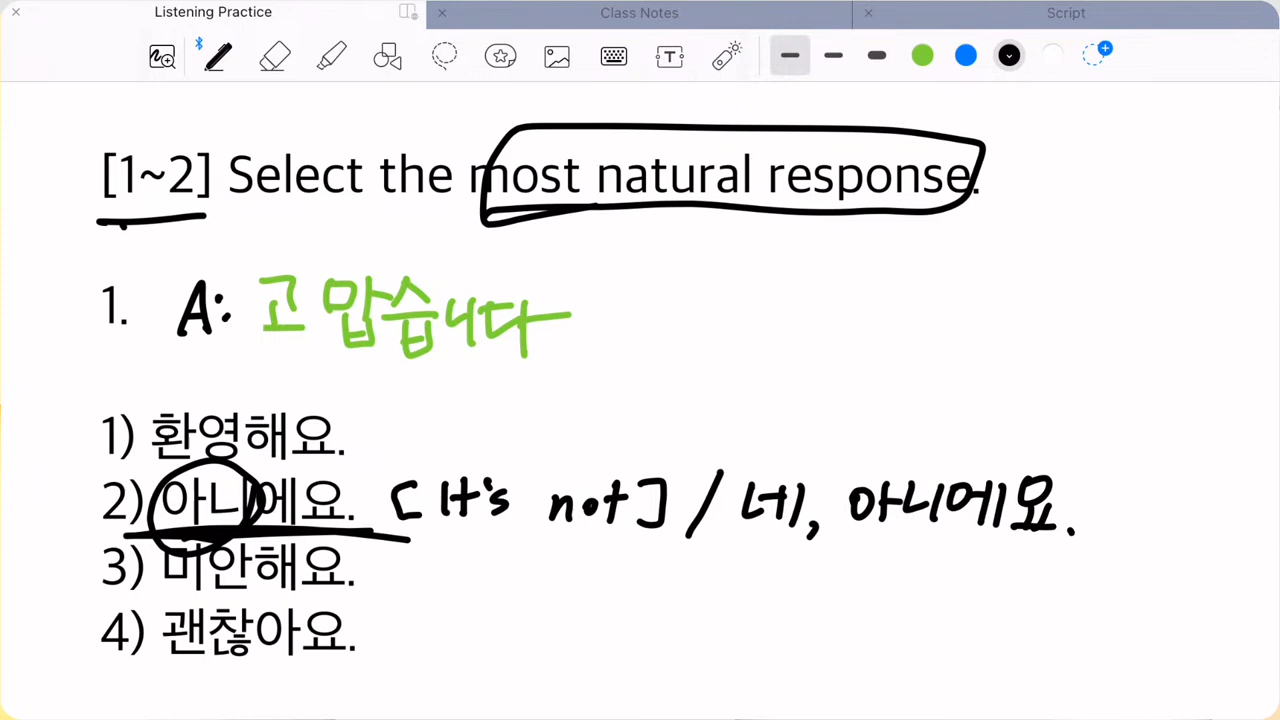 Listening Practice Class Notes Script
[1~2] Select the most natural response.
1. A: 고맙습니다
1) 환영해요.
2) 아니에요. [It's not] / 네, 아니에요.
3) 미안해요.
4) 괜찮아요.